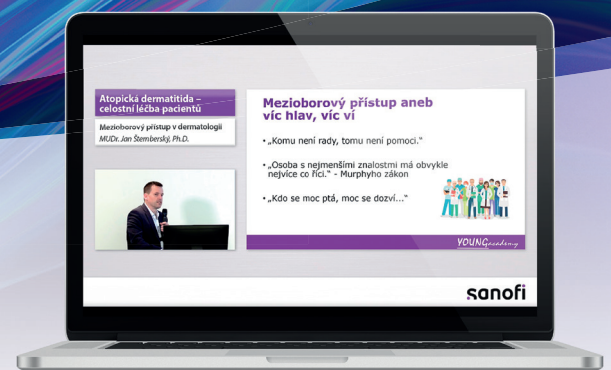 Atopická dermatitida –
celostní léčba pacientů
Mezioborový přístup v dermatologii
MUDr. Jan Štemberský, Ph.D.
Mezioborový přístup aneb
víc hlav, víc ví
• „Komu není rady, tomu není pomoci.“
• „Osoba s nejmenšími znalostmi má obvykle
nejvíce co říci.“ - Murphyho zákon
• „Kdo se moc ptá, moc se dozví...“
YOUNGacademy
sanofi